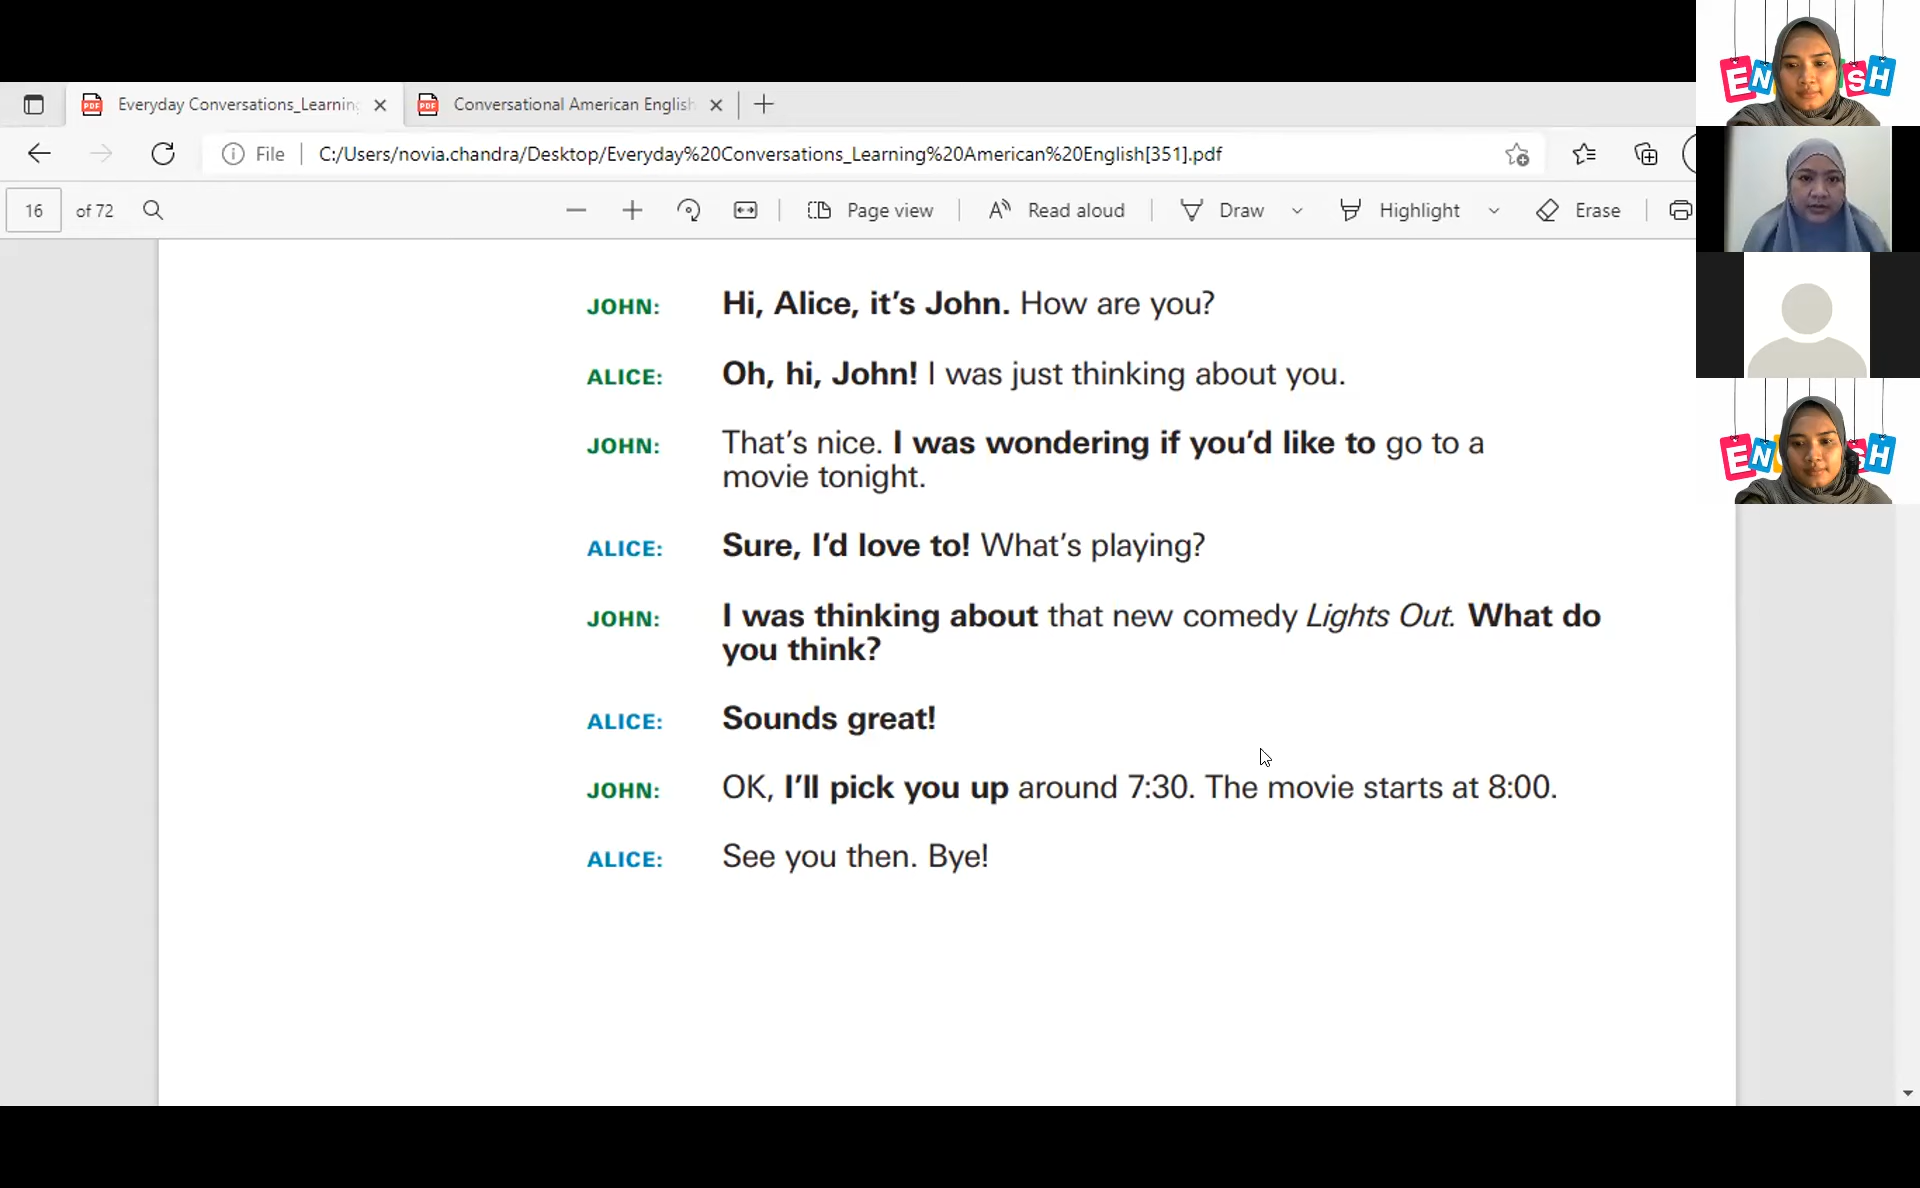 Everyday Conversations_Learning
Conversational American English
File
C:/Users/novia.chandra/Desktop/Everyday%20Conversations_Learning%20American%20English[351].pdf
16 of 72
Page view
Read aloud
Draw
Highlight
Erase
JOHN: Hi, Alice, it's John. How are you?
ALICE: Oh, hi, John! I was just thinking about you.
JOHN: That's nice. I was wondering if you'd like to go to a
movie tonight.
ALICE: Sure, I'd love to! What's playing?
JOHN: I was thinking about that new comedy Lights Out. What do
you think?
ALICE: Sounds great!
JOHN: OK, I'll pick you up around 7:30. The movie starts at 8:00.
ALICE: See you then. Bye!